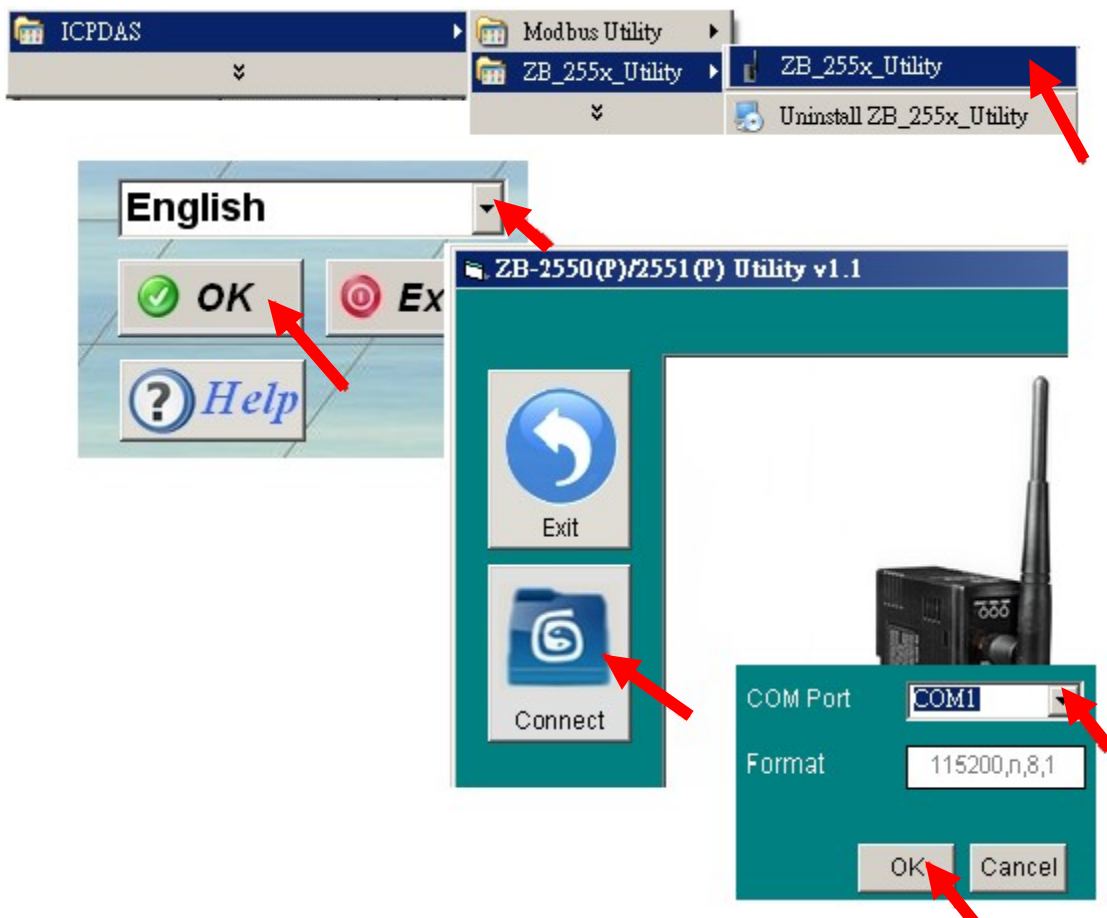 ICPDAS
Modbus Utility
ZB_255x_Utility
ZB_255x_Utility
Uninstall ZB_255x_Utility
English
OK
Ex
Help
ZB-2550(P)/2551(P) Utility v1.1
Exit
Connect
COM Port COM1
Format 115200,n,8,1
OK Cancel